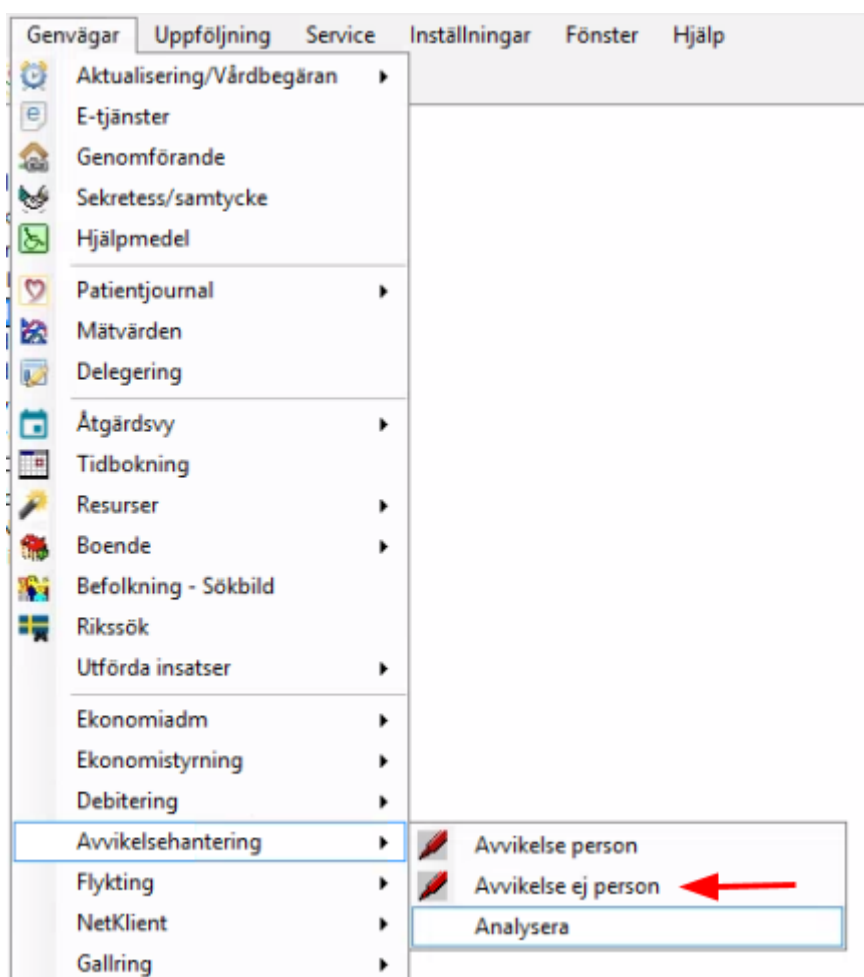 Genvägar Uppföljning Service Inställningar Fönster Hjälp
Aktualisering/Vårdbegäran
E-tjänster
Genomförande
Sekretess/samtycke
Hjälpmedel
Patientjournal
Mätvärden
Delegering
Åtgärdsvy
Tidbokning
Resurser
Boende
Befolkning - Sökbild
Rikssök
Utförda insatser
Ekonomiadm
Ekonomistyrning
Debitering
Avvikelsehantering
Flykting
NetKlient
Gallring
Avvikelse person
Avvikelse ej person
Analysera